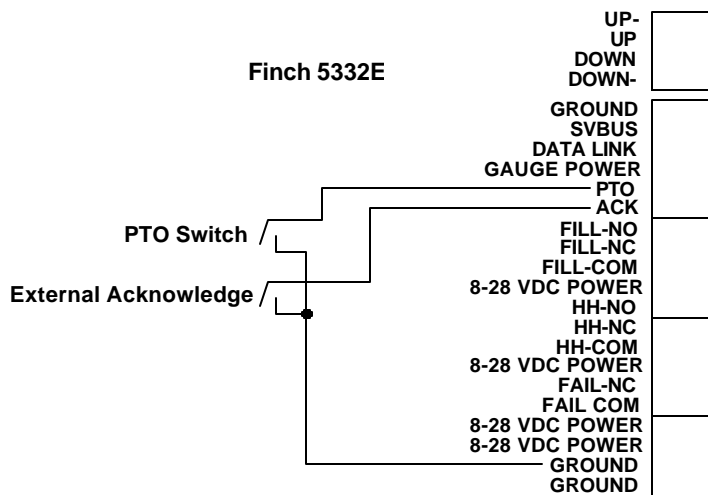 UP-
UP
DOWN
DOWN-
Finch 5332E
GROUND
SVBUS
DATA LINK
GAUGE POWER
PTO
ACK
PTO Switch
External Acknowledge
FILL-NO
FILL-NC
FILL-COM
8-28 VDC POWER
HH-NO
HH-NC
HH-COM
8-28 VDC POWER
FAIL-NC
FAIL COM
8-28 VDC POWER
8-28 VDC POWER
GROUND
GROUND